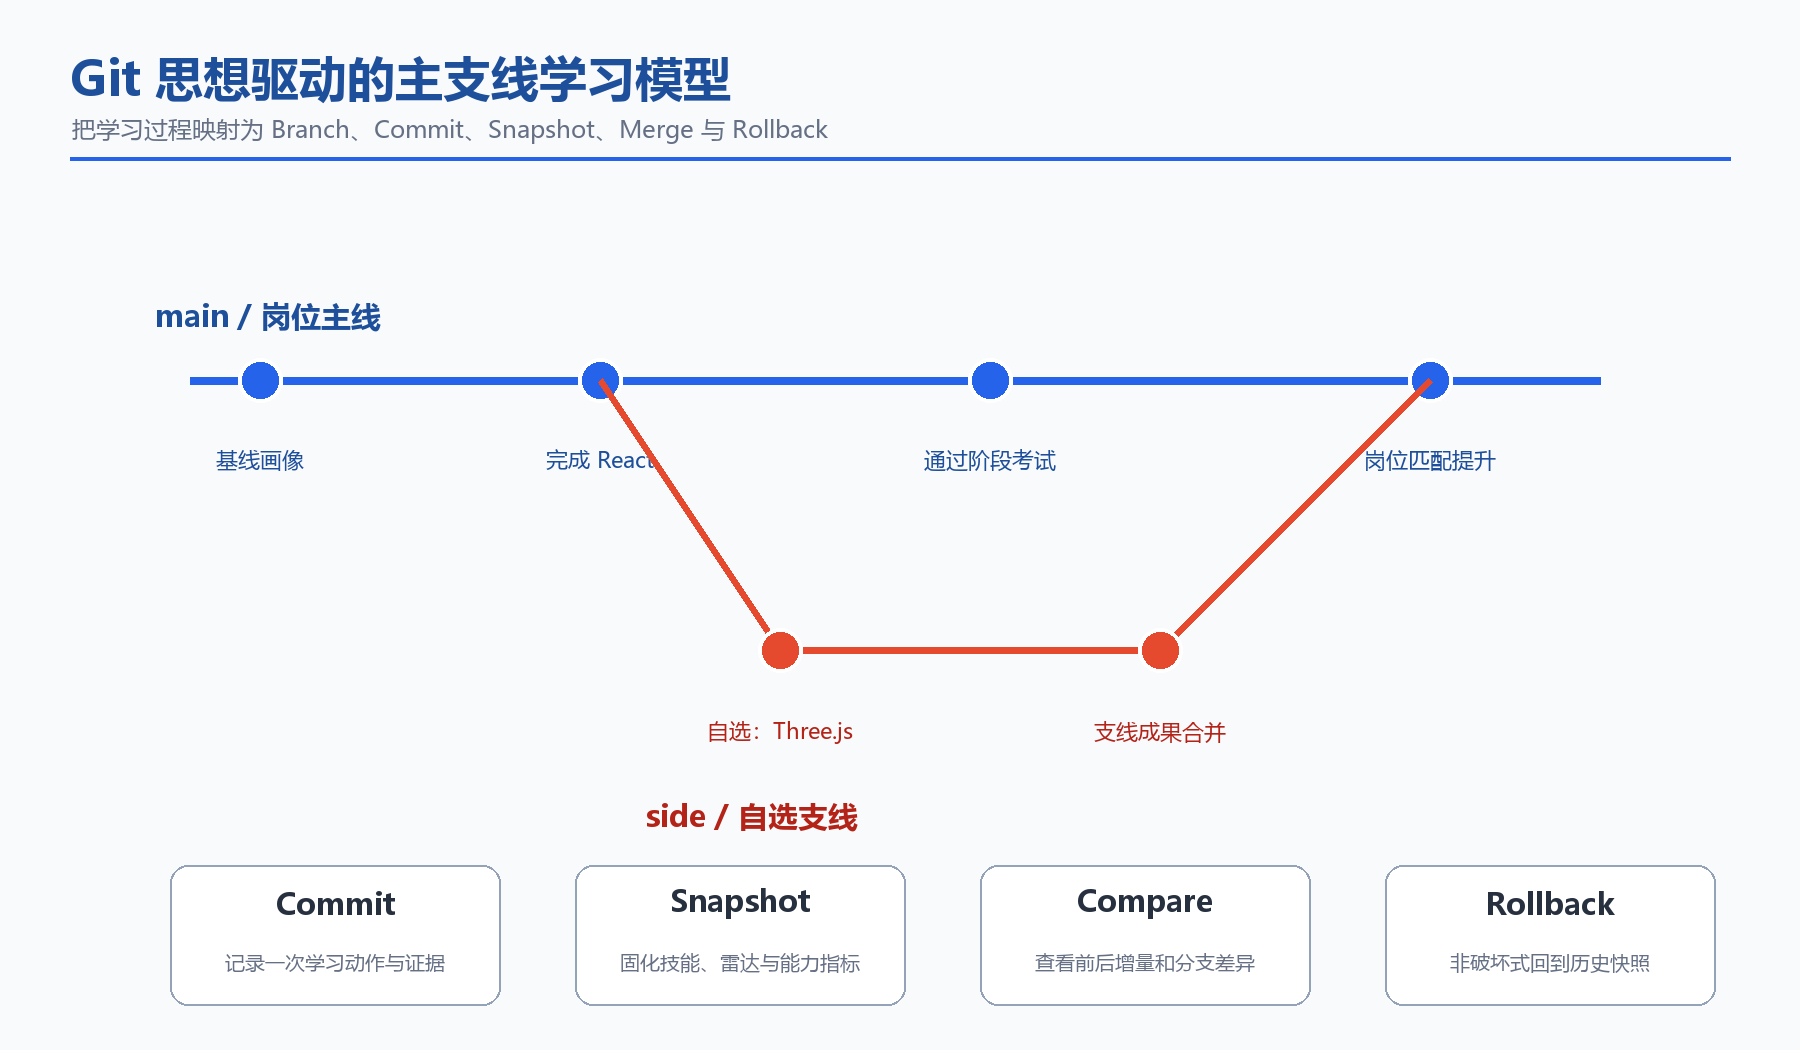 Git 思想驱动的主支线学习模型
把学习过程映射为 Branch、Commit、Snapshot、Merge 与 Rollback
main / 岗位主线
基线画像
完成 React
通过阶段考试
岗位匹配提升
自选：Three.js
支线成果合并
side / 自选支线
Commit
记录一次学习动作与证据
Snapshot
固化技能、雷达与能力指标
Compare
查看前后增量和分支差异
Rollback
非破坏式回到历史快照